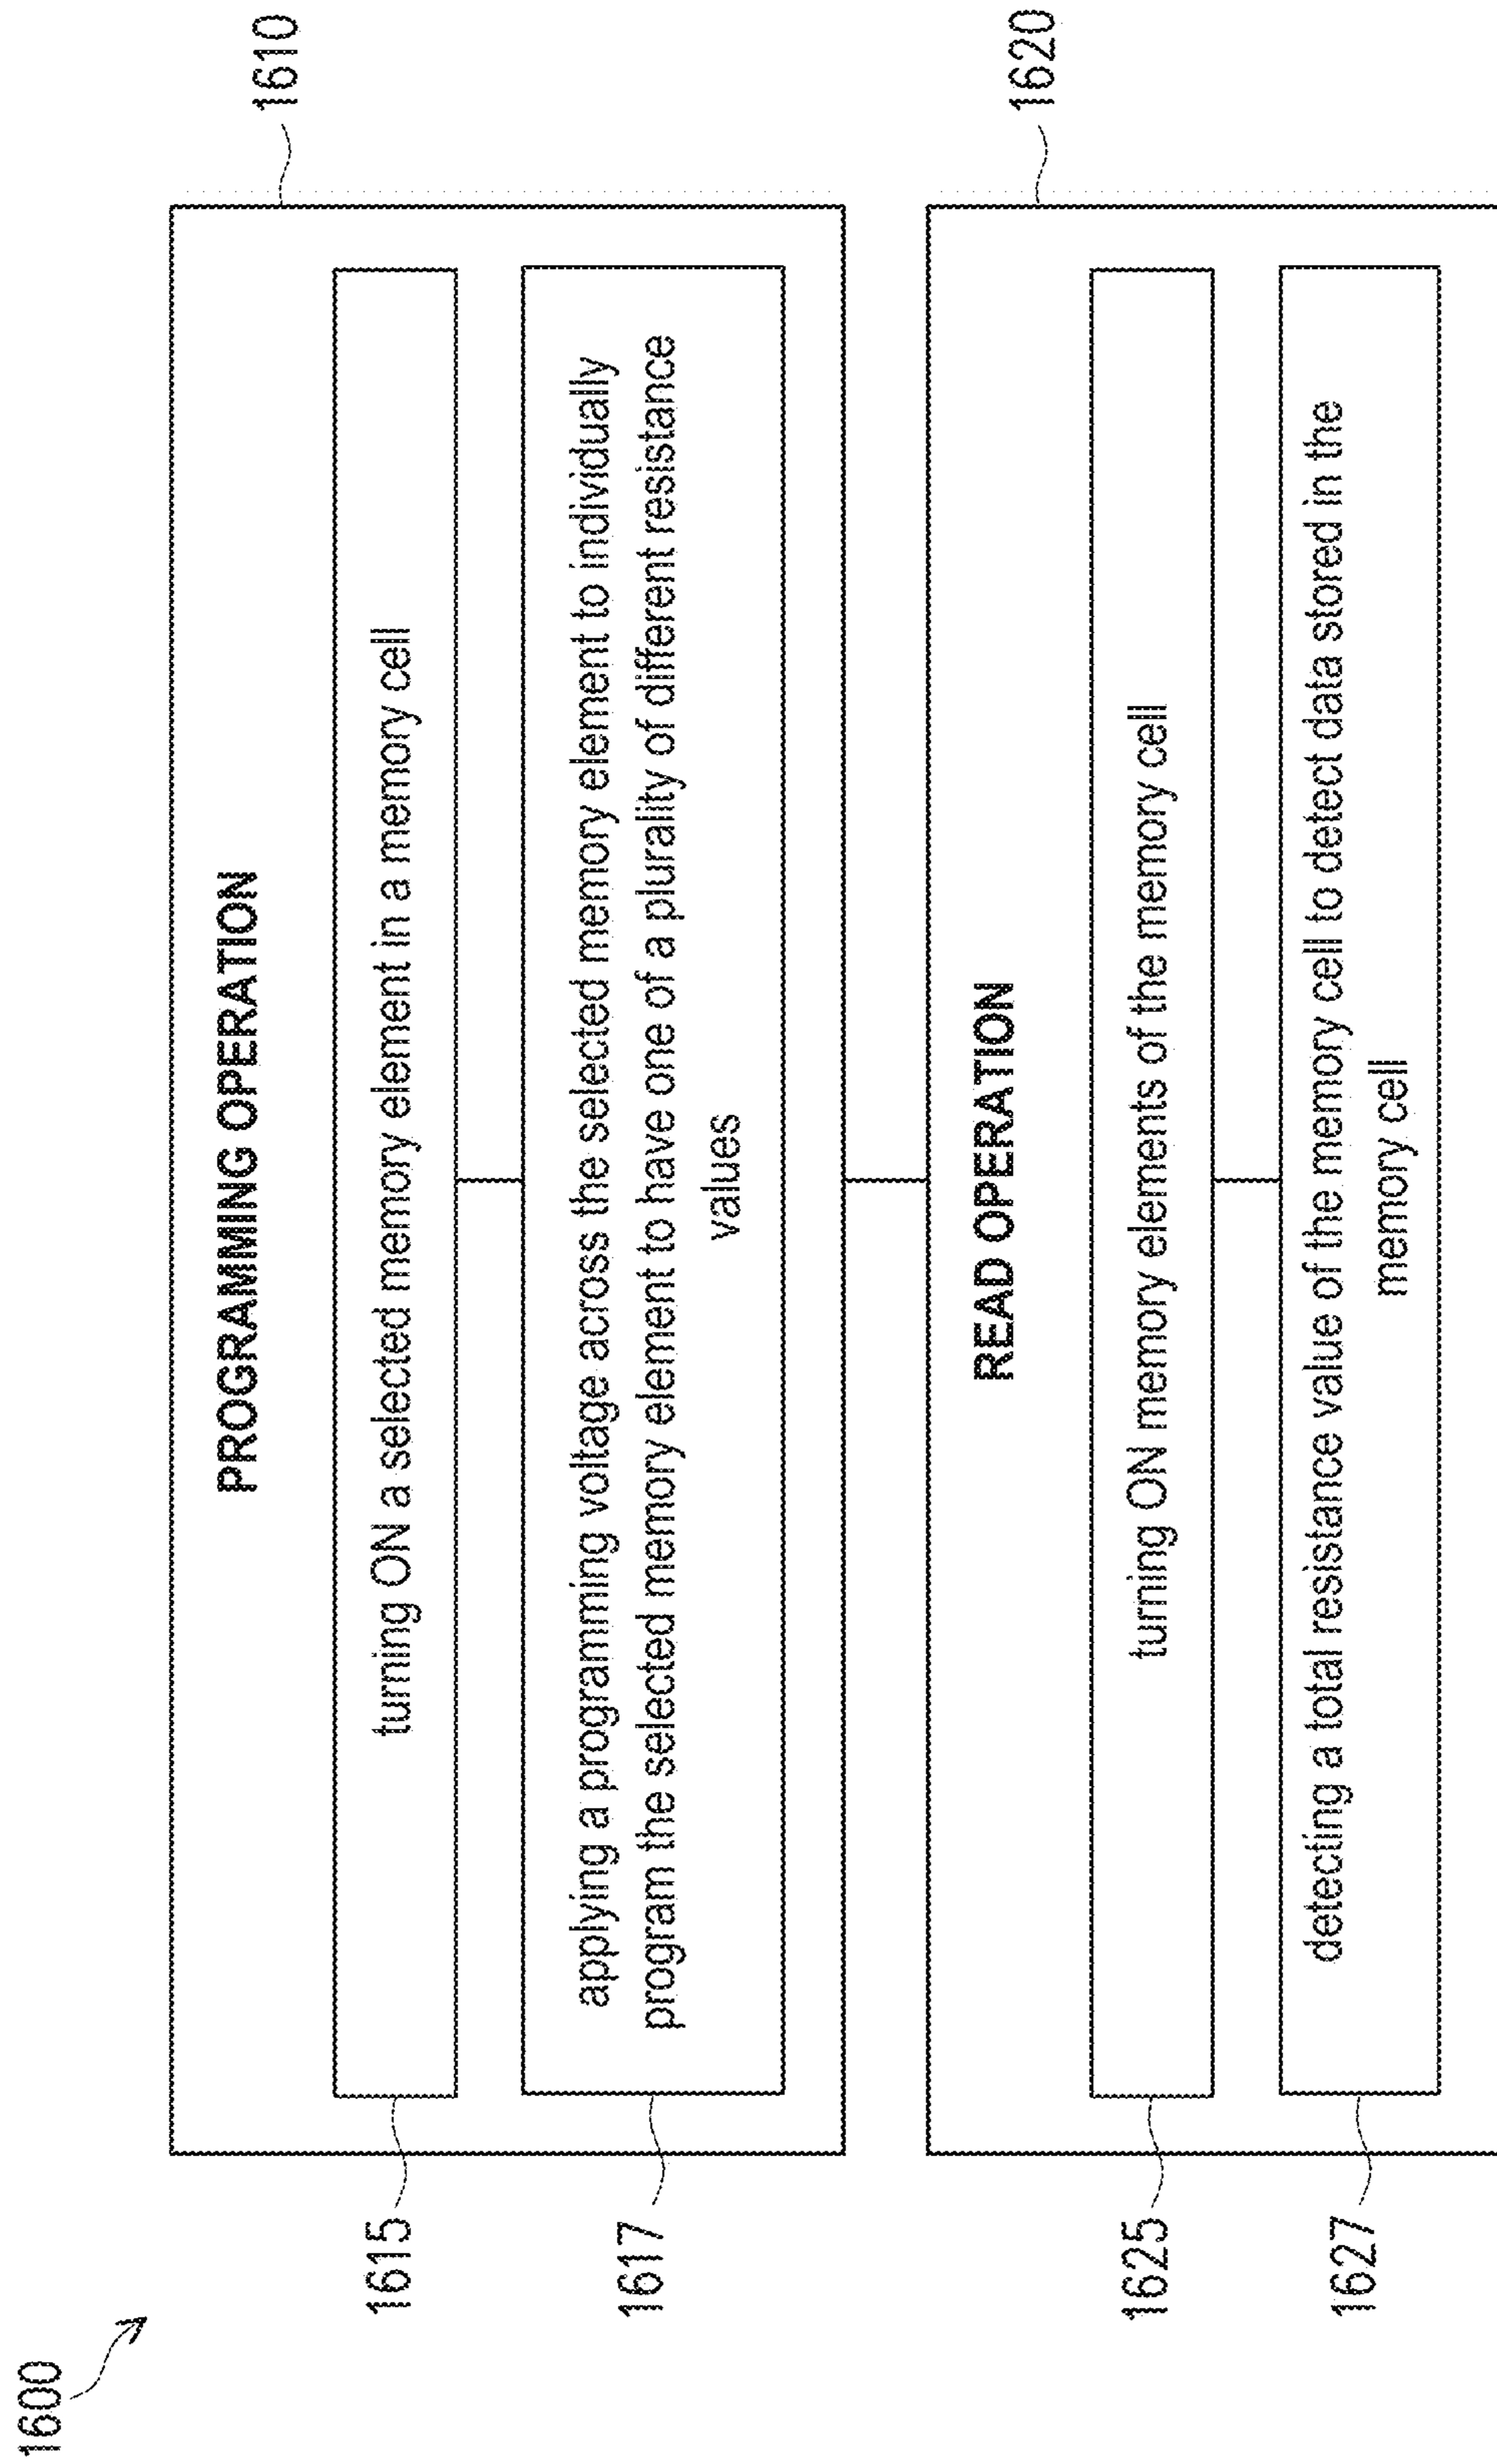 1600
1610
PROGRAMMING OPERATION
1615
turning ON a selected memory element in a memory cell
1617
applying a programming voltage across the selected memory element to individually
program the selected memory element to have one of a plurality of different resistance
values
1620
READ OPERATION
1625
turning ON memory elements of the memory cell
1627
detecting a total resistance value of the memory cell to detect data stored in the
memory cell